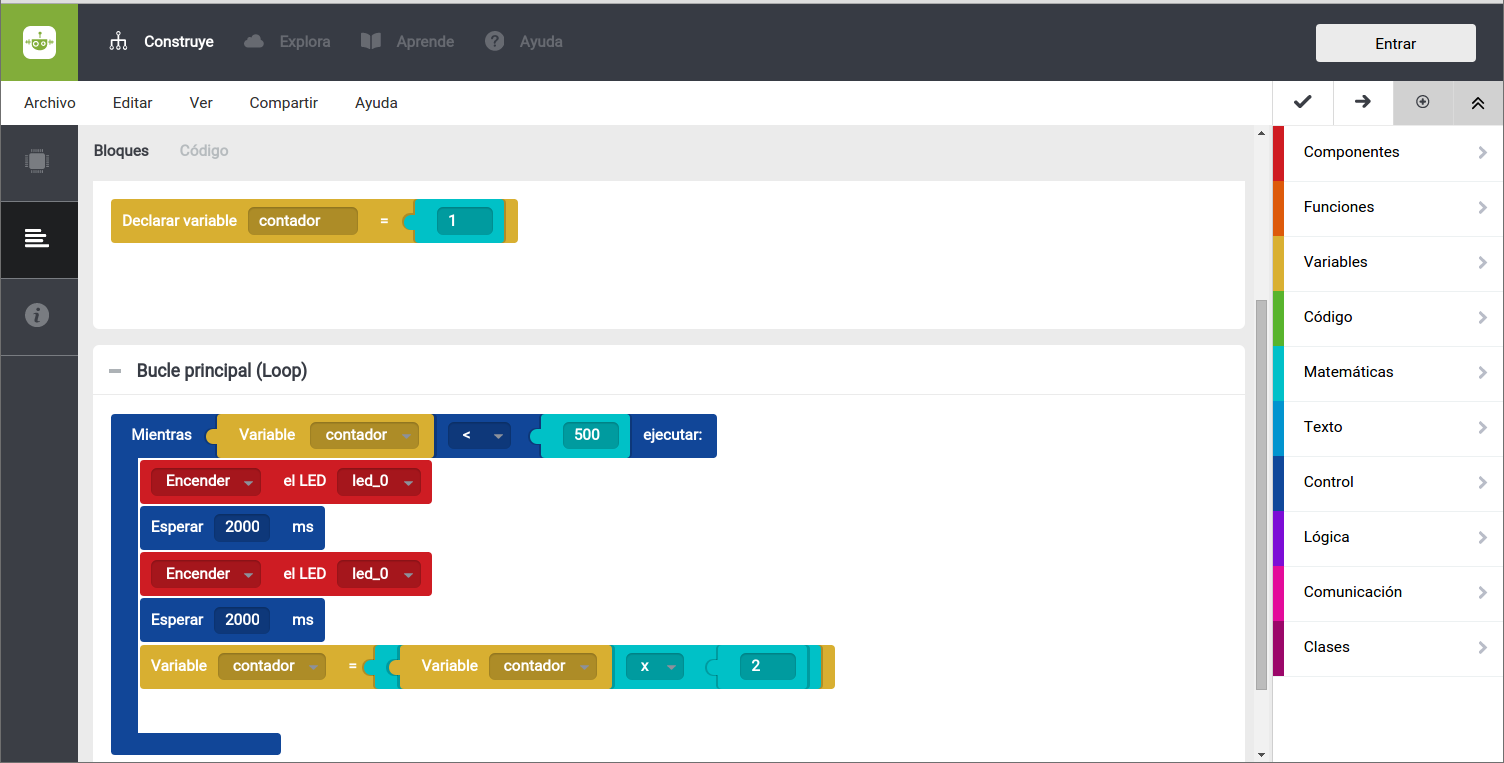 Construye Explora Aprende Ayuda Entrar
Archivo Editar Ver Compartir Ayuda
Bloques Código
Declarar variable contador = 1
Bucle principal (Loop)
Mientras Variable contador < 500 ejecutar:
Encender el LED led_0
Esperar 2000 ms
Encender el LED led_0
Esperar 2000 ms
Variable contador = Variable contador x 2
Componentes
Funciones
Variables
Código
Matemáticas
Texto
Control
Lógica
Comunicación
Clases